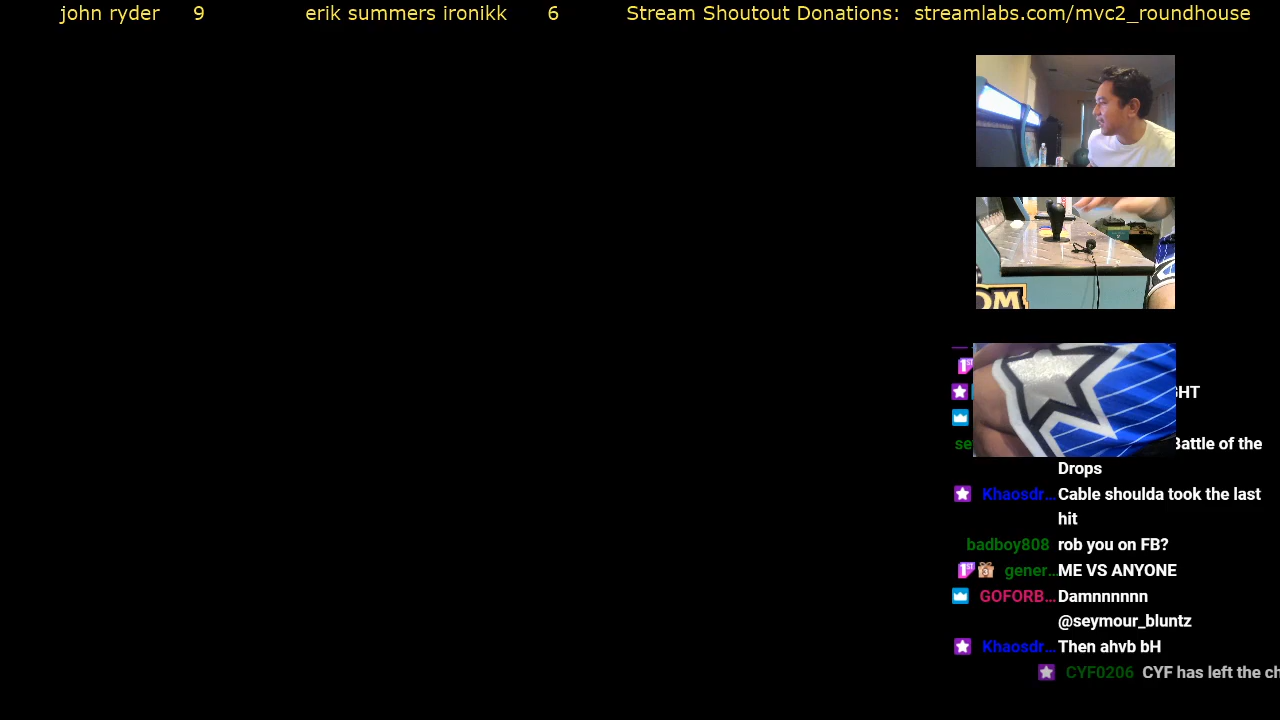 john ryder 9 erik summers ironikk 6 Stream Shoutout Donations: streamlabs.com/mvc2_roundhouse
OM
Battle of the
Drops
Khaosdr... Cable shoulda took the last
hit
badboy808 rob you on FB?
gener... ME VS ANYONE
GOFORB... Damnnnnnn
@seymour_bluntz
Khaosdr... Then ahvb bH
CYF0206 CYF has left the ch